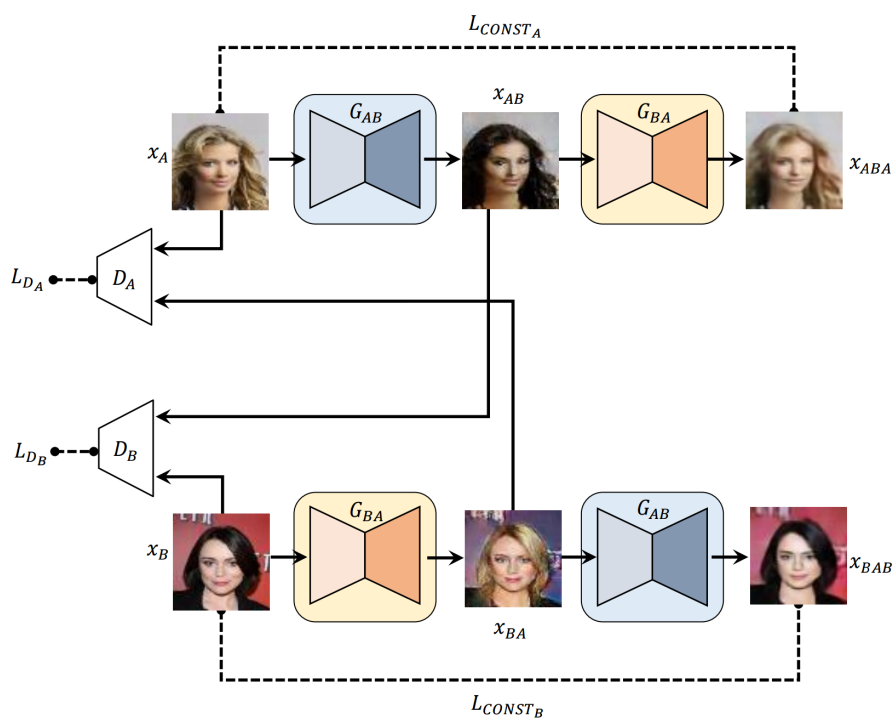 L_{CONST_A}
x_A
G_{AB}
x_{AB}
G_{BA}
x_{ABA}
L_{D_A}
D_A
L_{D_B}
D_B
x_B
G_{BA}
x_{BA}
G_{AB}
x_{BAB}
L_{CONST_B}